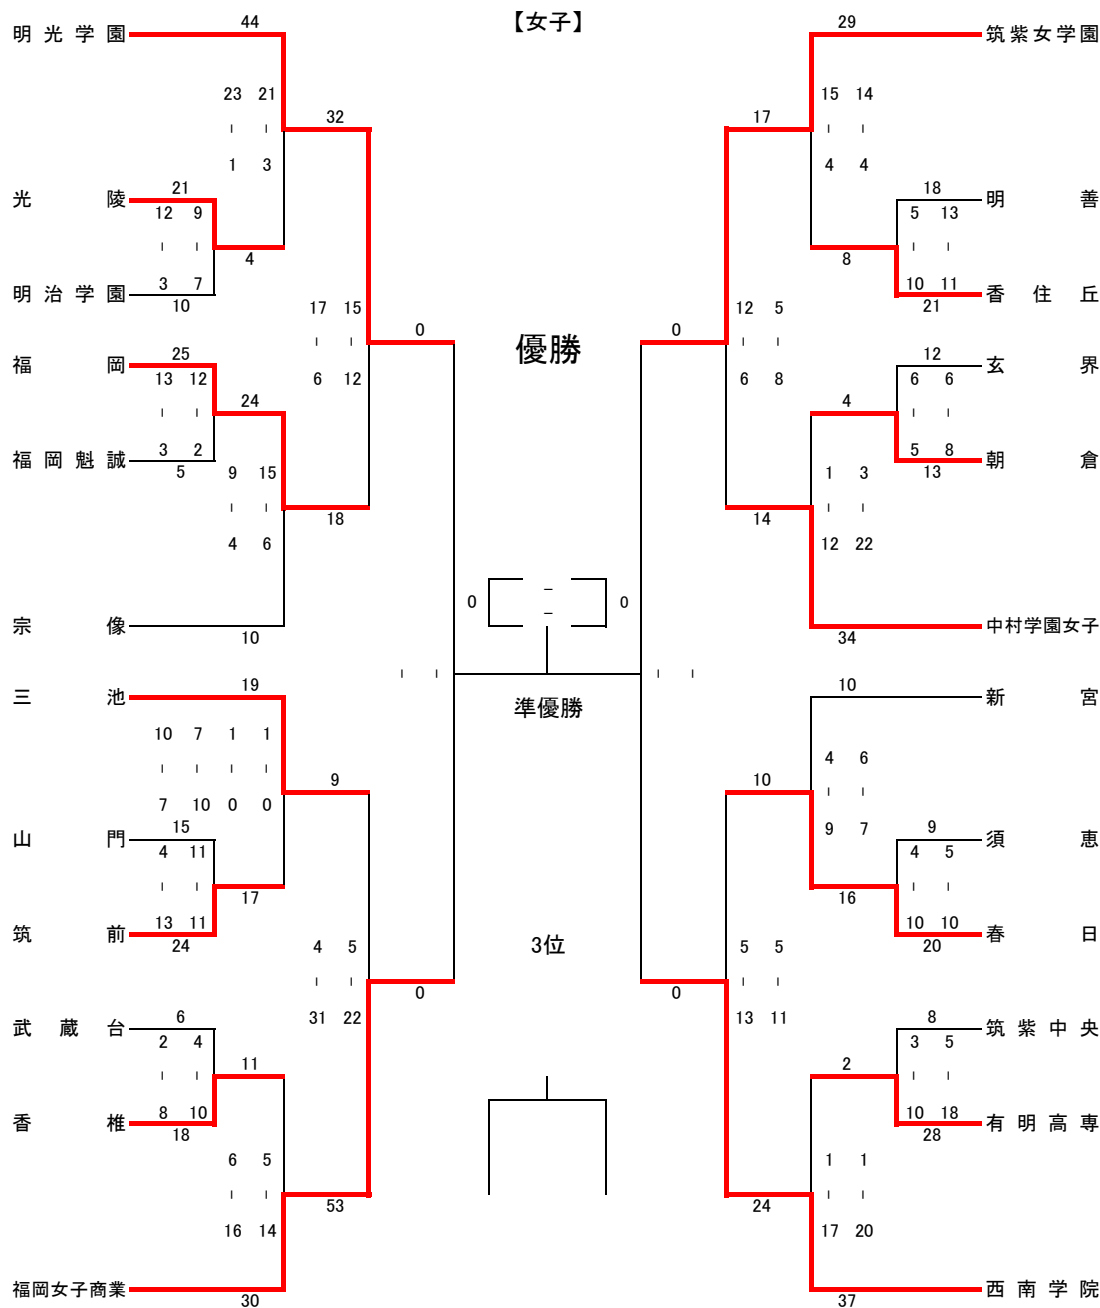 【女子】
44
29
明光学園
筑紫女学園
23 21
15 14
32
17
1 3
4 4
21
18
光陵
明善
12 9
5 13
4
8
3 7
10 11
明治学園
香住丘
10
21
17 15
12 5
0
優勝
0
25
12
福岡
玄界
6 12
6 8
13 12
6 6
24
4
3 2
5 8
福岡魁誠
朝倉
5
13
9 15
1 3
18
14
4 6
12 22
0
0
宗像
中村学園女子
10
34
19
10
三池
新宮
準優勝
10 7 1 1
4 6
9
10
7 10 0 0
9 7
15
9
山門
須恵
4 11
4 5
17
16
13 11
10 10
筑前
春日
24
20
3位
4 5
5 5
0
0
31 22
13 11
6
8
武蔵台
筑紫中央
2 4
3 5
11
2
8 10
10 18
香椎
有明高専
18
28
6 5
1 1
53
24
16 14
17 20
福岡女子商業
西南学院
30
37